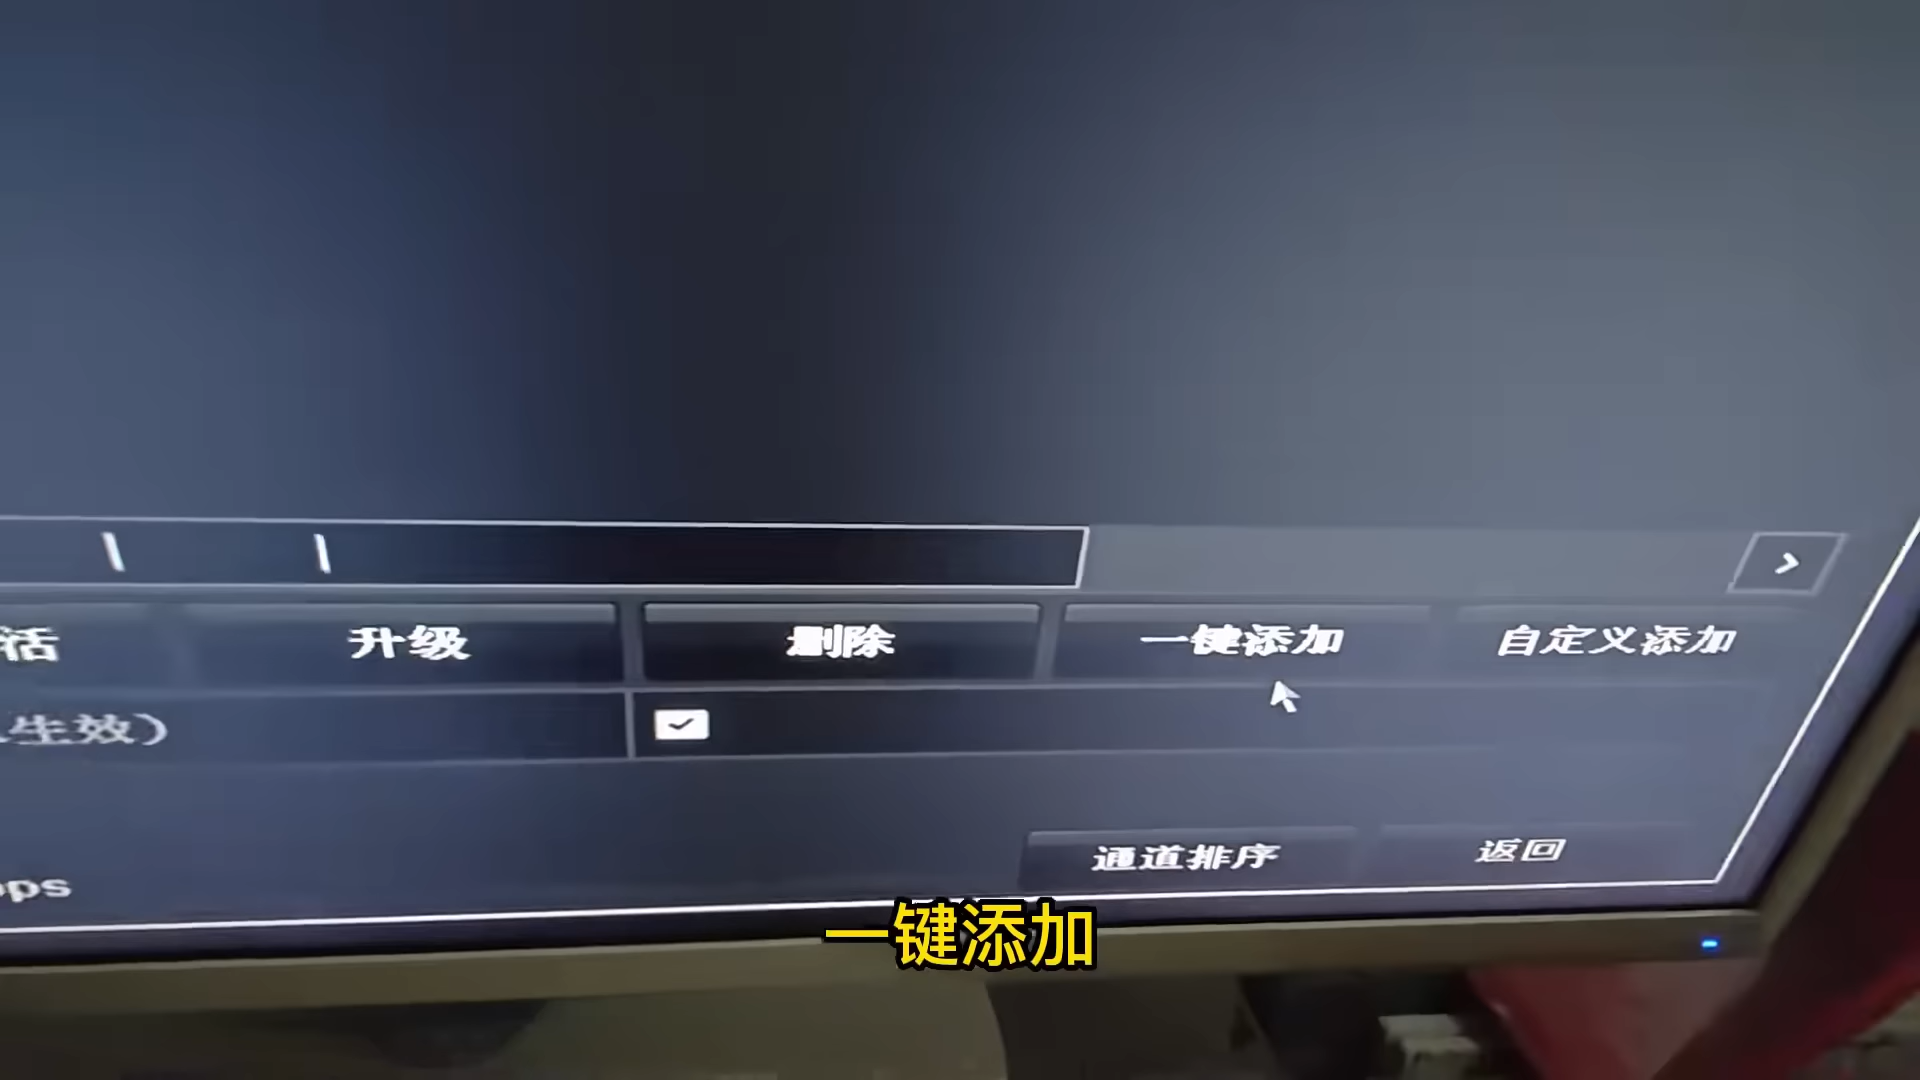 活 升级 删除 一键添加 自定义添加
生效）
通道排序 返回
pps
一键添加